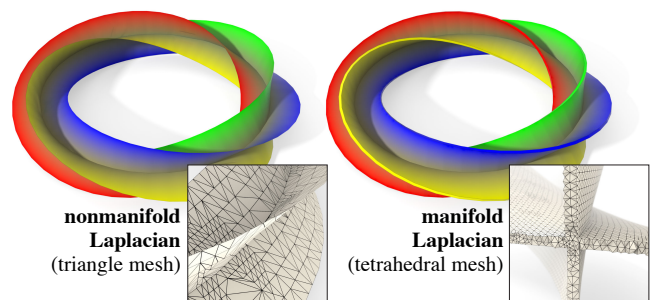 nonmanifold
Laplacian
(triangle mesh)
manifold
Laplacian
(tetrahedral mesh)